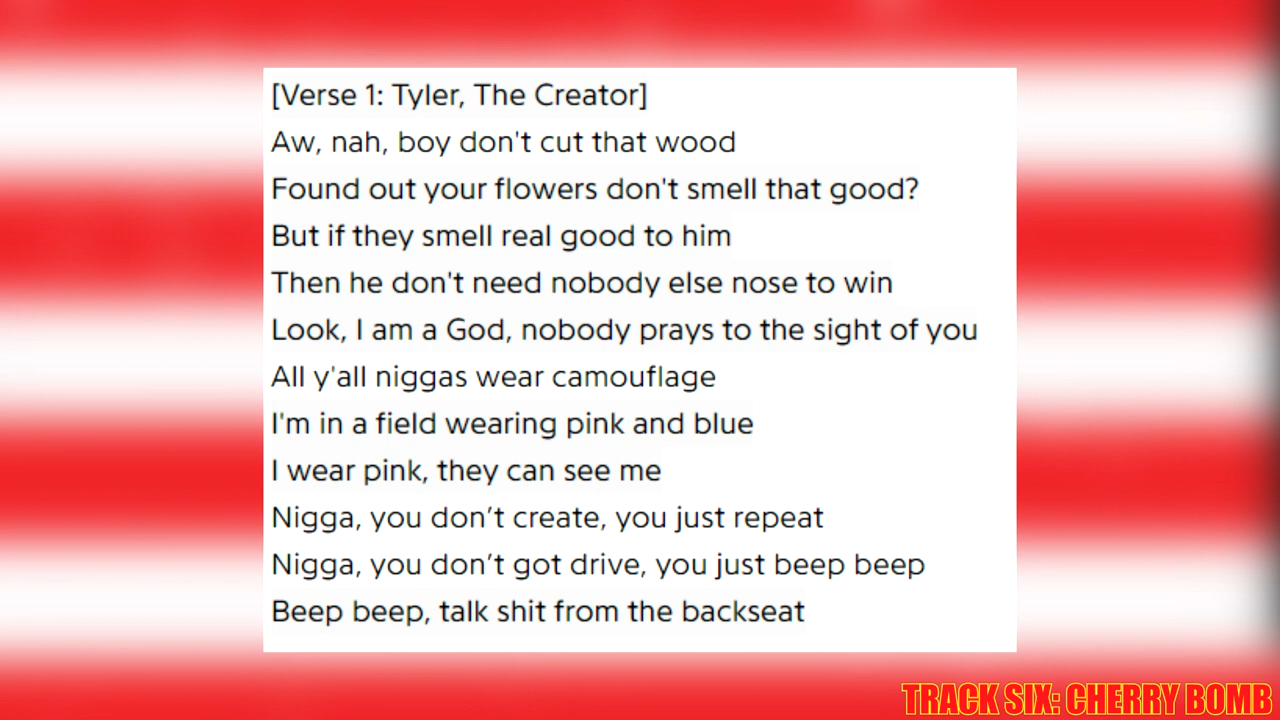 [Verse 1: Tyler, The Creator]
Aw, nah, boy don't cut that wood
Found out your flowers don't smell that good?
But if they smell real good to him
Then he don't need nobody else nose to win
Look, I am a God, nobody prays to the sight of you
All y'all niggas wear camouflage
I'm in a field wearing pink and blue
I wear pink, they can see me
Nigga, you don’t create, you just repeat
Nigga, you don’t got drive, you just beep beep
Beep beep, talk shit from the backseat
TRACK SIX: CHERRY BOMB